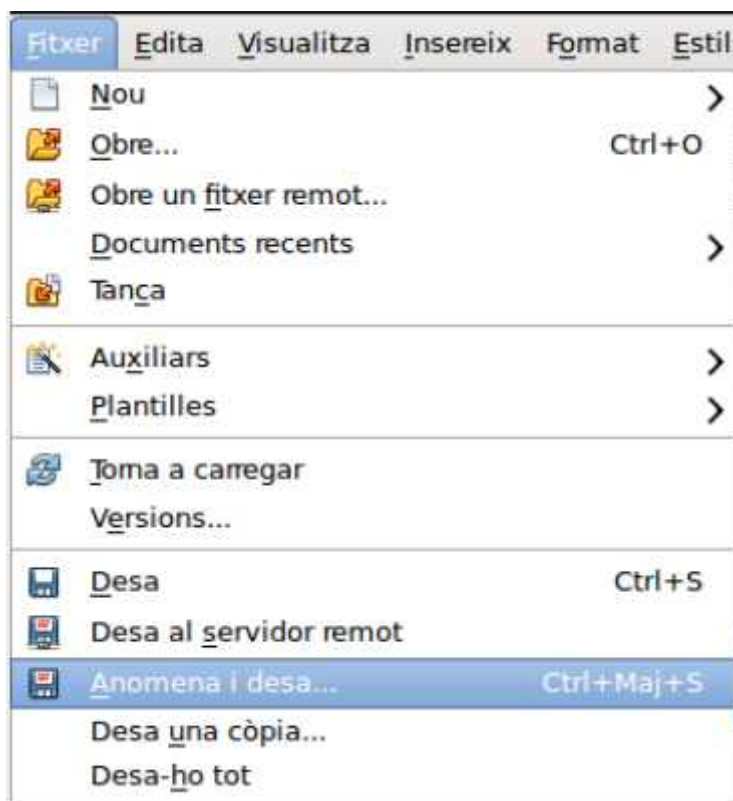 Fitxer Edita Visualitza Insereix Format Estil
Nou
Obre... Ctrl+O
Obre un fitxer remot...
Documents recents
Tanca
Auxiliars
Plantilles
Torna a carregar
Versions...
Desa Ctrl+S
Desa al servidor remot
Anomena i desa... Ctrl+Maj+S
Desa una còpia...
Desa-ho tot